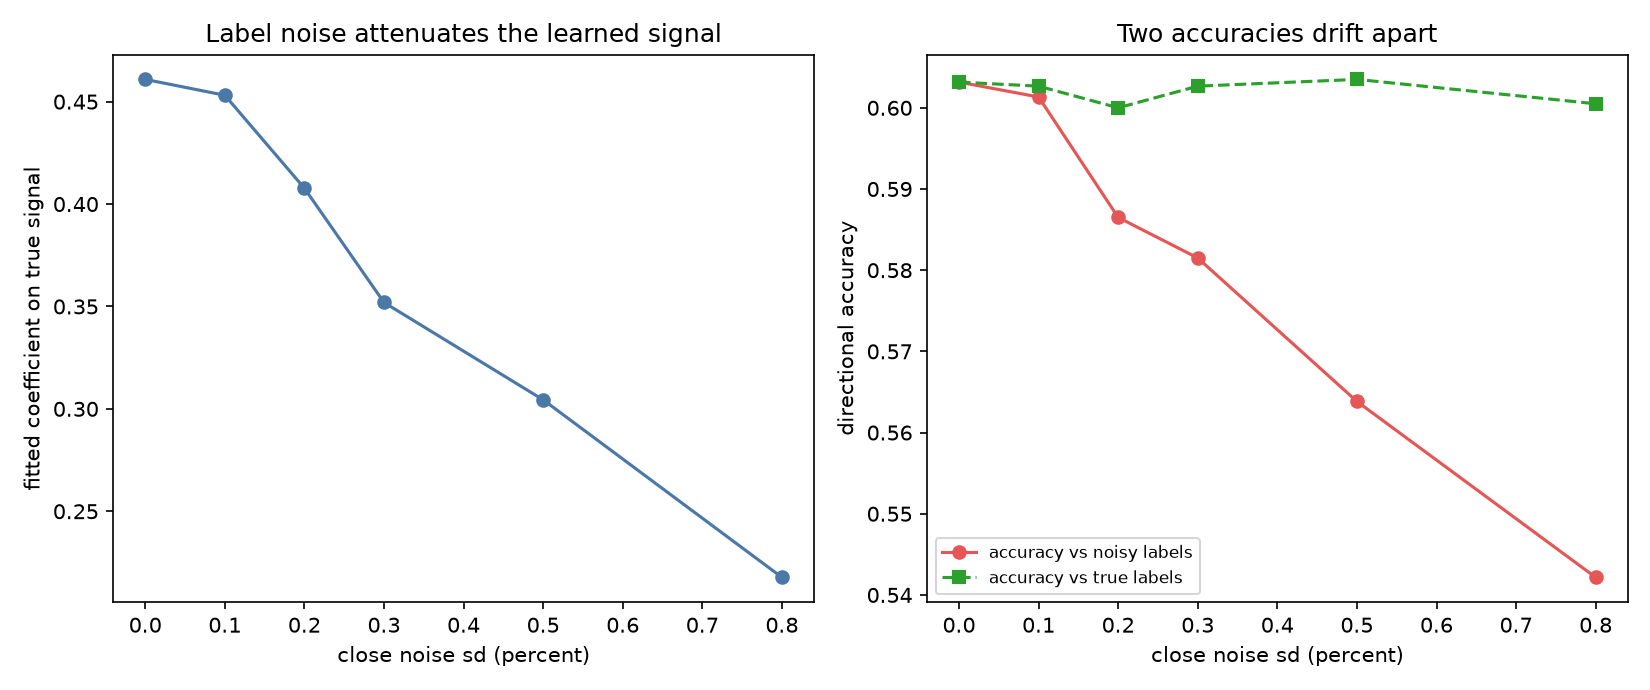 Label noise attenuates the learned signal
fitted coefficient on true signal
0.45
0.40
0.35
0.30
0.25
0.0 0.1 0.2 0.3 0.4 0.5 0.6 0.7 0.8
close noise sd (percent)
Two accuracies drift apart
directional accuracy
0.60
0.59
0.58
0.57
0.56
0.55
0.54
accuracy vs noisy labels
accuracy vs true labels
0.0 0.1 0.2 0.3 0.4 0.5 0.6 0.7 0.8
close noise sd (percent)